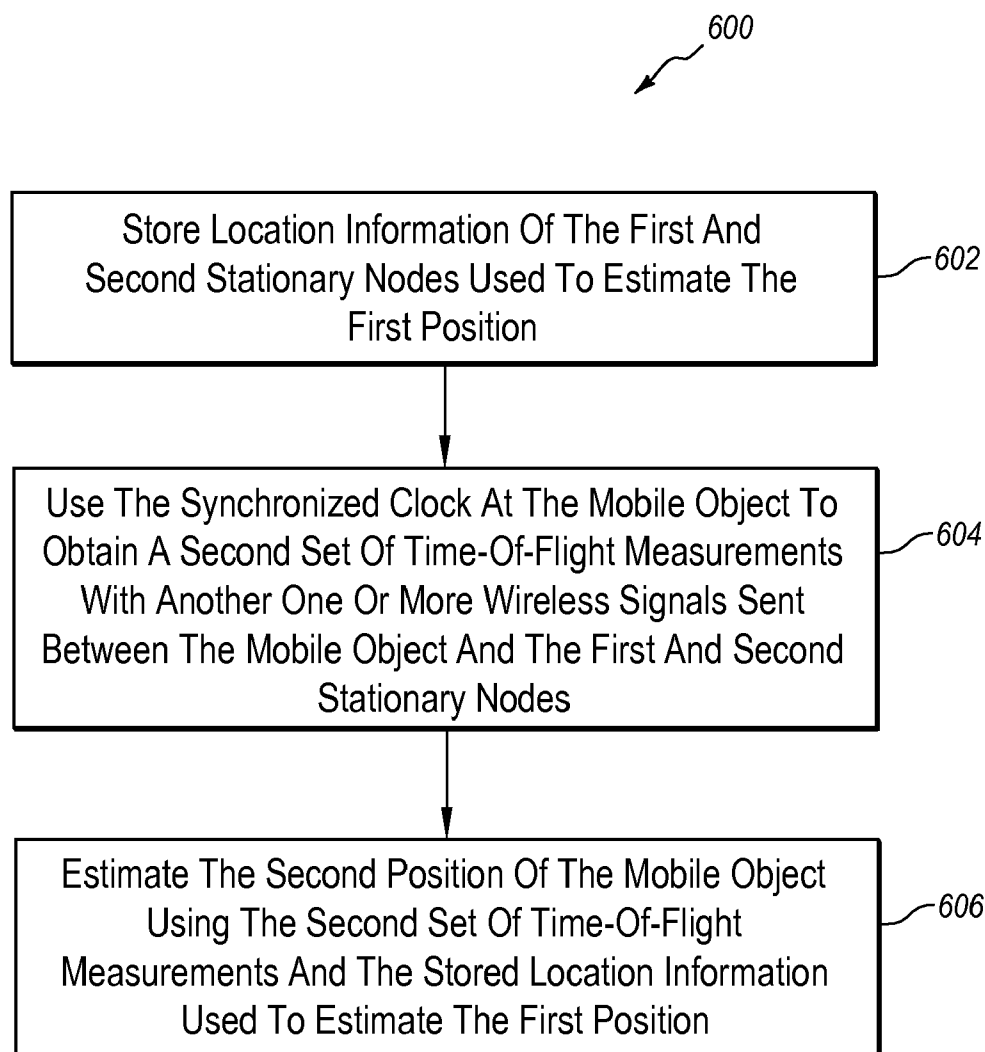 600
Store Location Information Of The First And
Second Stationary Nodes Used To Estimate The
First Position
602
Use The Synchronized Clock At The Mobile Object To
Obtain A Second Set Of Time-Of-Flight Measurements
With Another One Or More Wireless Signals Sent
Between The Mobile Object And The First And Second
Stationary Nodes
604
Estimate The Second Position Of The Mobile Object
Using The Second Set Of Time-Of-Flight
Measurements And The Stored Location Information
Used To Estimate The First Position
606